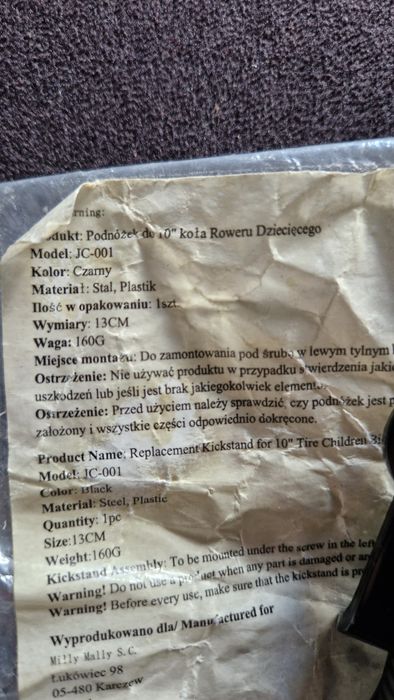 rning:
dukt: Podnóżek do 10" koła Roweru Dziecięcego
Model: JC-001
Kolor: Czarny
Materiał: Stal, Plastik
Ilość w opakowaniu: 1szt.
Wymiary: 13CM
Waga: 160G
Miejsce montażu: Do zamontowania pod śrubą w lewym tylnym
Ostrzeżenie: Nie używać produktu w przypadku stwierdzenia jakie
uszkodzeń lub jeśli jest brak jakiegokolwiek elementu.
Ostrzeżenie: Przed użyciem należy sprawdzić, czy podnóżek jest p
założony i wszystkie części odpowiednio dokręcone.
Product Name: Replacement Kickstand for 10" Tire Children Bi
Model: JC-001
Color: Black
Material: Steel, Plastic
Quantity: 1pc
Size:13CM
Weight:160G
Kickstand Assembly: To be mounted under the screw in the left
Warning! Do not use a product when any part is damaged or
Warning! Before every use, make sure that the kickstand is
Wyprodukowano dla/ Manufactured for
Milly Mally S.C.
Łukówiec 98
05-480 Karczew